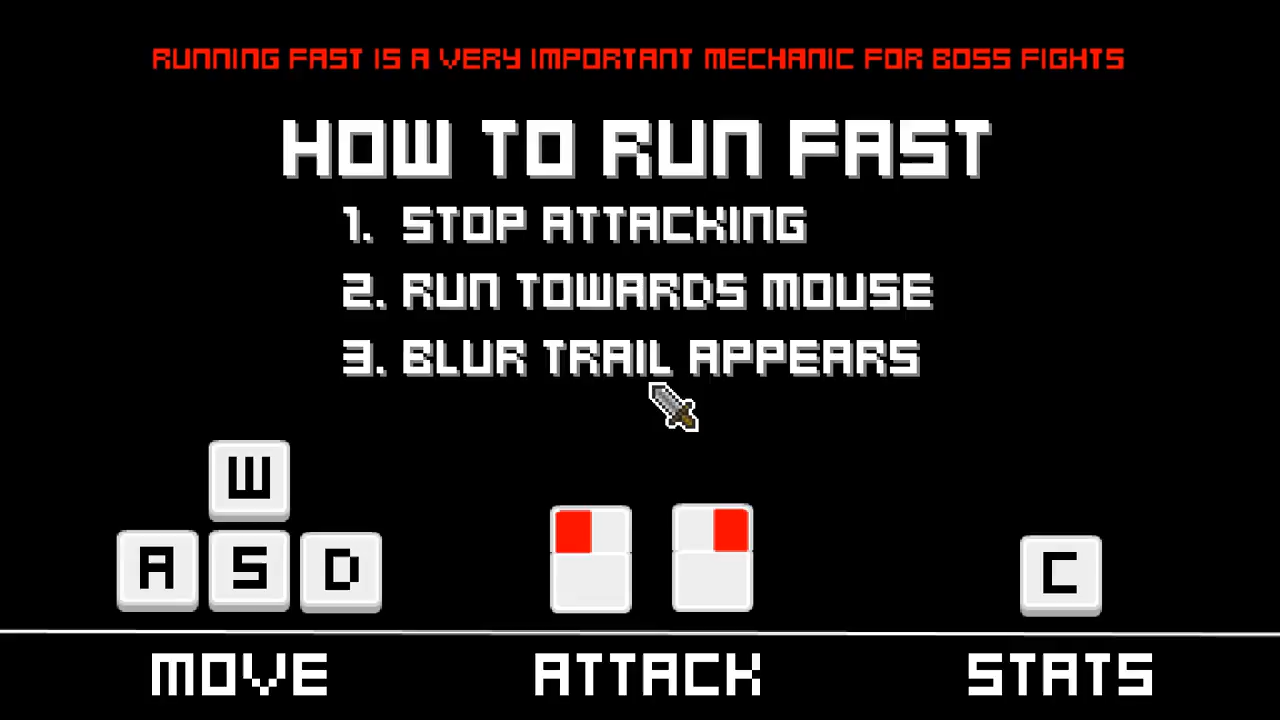 RUNNING FAST IS A VERY IMPORTANT MECHANIC FOR BOSS FIGHTS
HOW TO RUN FAST
1. STOP ATTACKING
2. RUN TOWARDS MOUSE
3. BLUR TRAIL APPEARS
W
A S D
C
MOVE
ATTACK
STATS